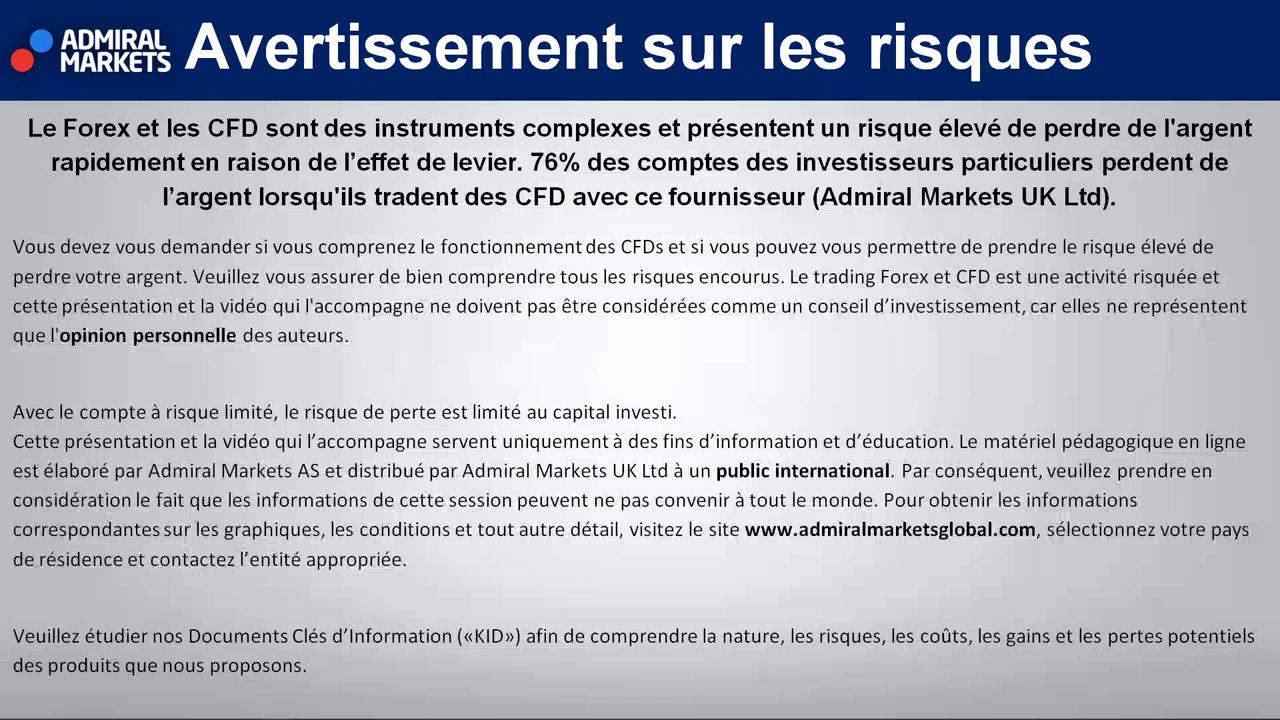 ADMIRAL
MARKETS
Avertissement sur les risques
Le Forex et les CFD sont des instruments complexes et présentent un risque élevé de perdre de l'argent
rapidement en raison de l’effet de levier. 76% des comptes des investisseurs particuliers perdent de
l’argent lorsqu'ils tradent des CFD avec ce fournisseur (Admiral Markets UK Ltd).
Vous devez vous demander si vous comprenez le fonctionnement des CFDs et si vous pouvez vous permettre de prendre le risque élevé de
perdre votre argent. Veuillez vous assurer de bien comprendre tous les risques encourus. Le trading Forex et CFD est une activité risquée et
cette présentation et la vidéo qui l'accompagne ne doivent pas être considérées comme un conseil d’investissement, car elles ne représentent
que l'opinion personnelle des auteurs.
Avec le compte à risque limité, le risque de perte est limité au capital investi.
Cette présentation et la vidéo qui l’accompagne servent uniquement à des fins d’information et d’éducation. Le matériel pédagogique en ligne
est élaboré par Admiral Markets AS et distribué par Admiral Markets UK Ltd à un public international. Par conséquent, veuillez prendre en
considération le fait que les informations de cette session peuvent ne pas convenir à tout le monde. Pour obtenir les informations
correspondantes sur les graphiques, les conditions et tout autre détail, visitez le site www.admiralmarketsglobal.com, sélectionnez votre pays
de résidence et contactez l’entité appropriée.
Veuillez étudier nos Documents Clés d’Information («KID») afin de comprendre la nature, les risques, les coûts, les gains et les pertes potentiels
des produits que nous proposons.